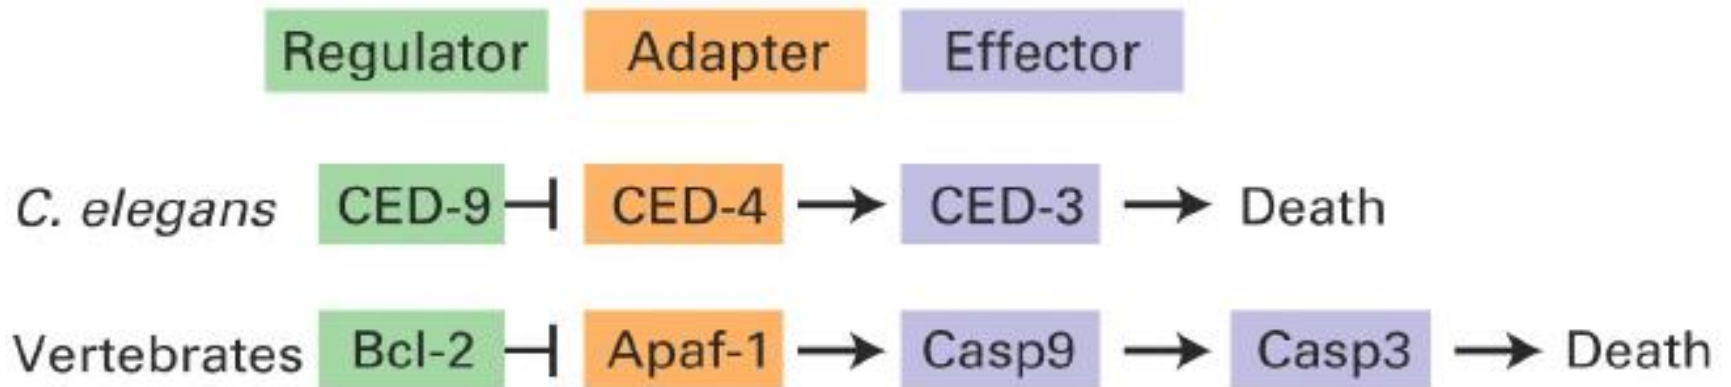 Regulator Adapter Effector
C. elegans CED-9 CED-4 CED-3 Death
Vertebrates Bcl-2 Apaf-1 Casp9 Casp3 Death